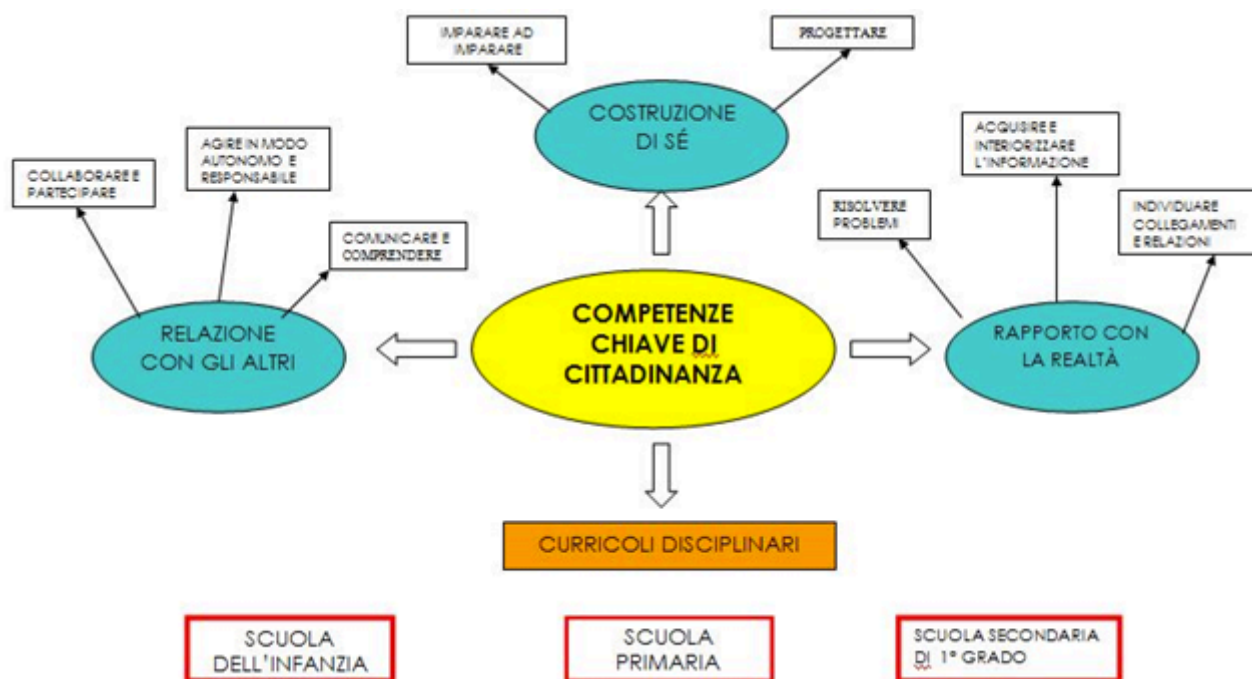 IMPARARE AD
IMPARARE
PROGETTARE
COSTRUZIONE
DI SÉ
COLLABORARE E
PARTECIPARE
AGIRE IN MODO
AUTONOMO E
RESPONSABILE
COMUNICARE E
COMPRENDERE
RELAZIONE
CON GLI ALTRI
COMPETENZE
CHIAVE DI
CITTADINANZA
RISOLVERE
PROBLEMI
ACQUISIRE E
INTERIORIZZARE
L'INFORMAZIONE
INDIVIDUARE
COLLEGAMENTI
E RELAZIONI
RAPPORTO CON
LA REALTÀ
CURRICOLI DISCIPLINARI
SCUOLA
DELL'INFANZIA
SCUOLA
PRIMARIA
SCUOLA SECONDARIA
DI 1° GRADO